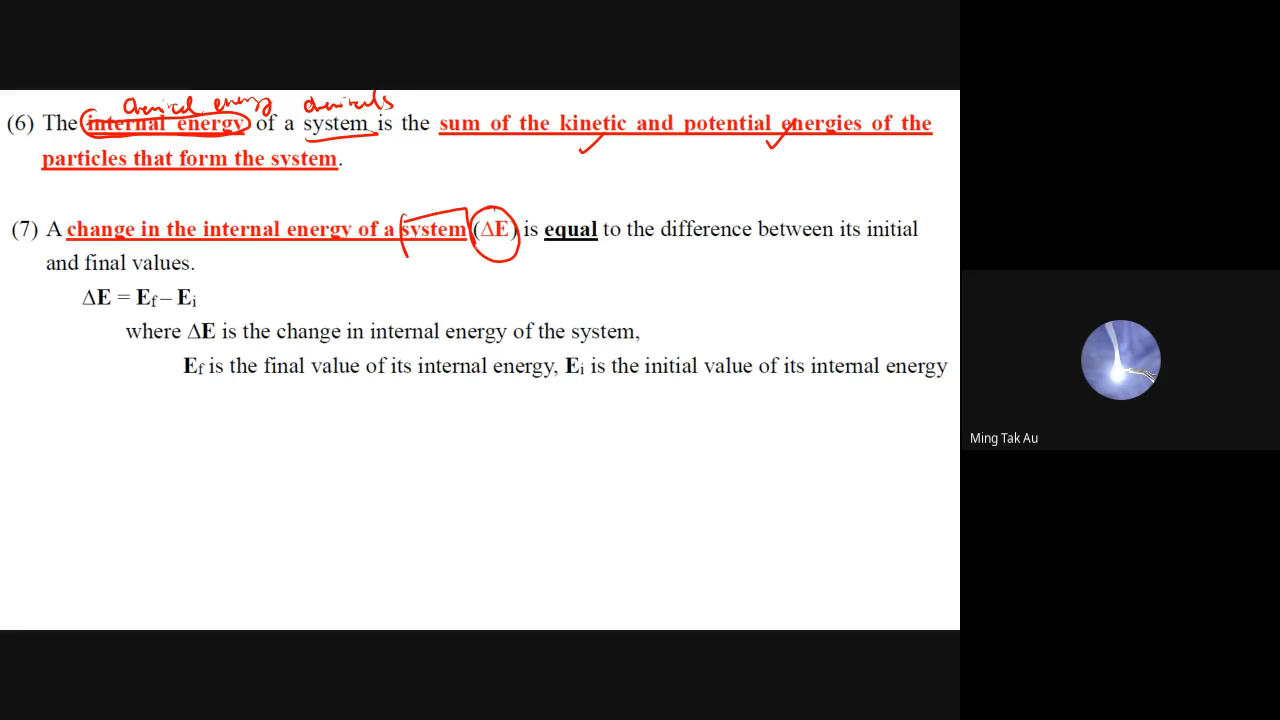 chemical energy chemicals
(6) The internal energy of a system is the sum of the kinetic and potential energies of the
particles that form the system.
(7) A change in the internal energy of a system (ΔE) is equal to the difference between its initial
and final values.
ΔE = Ef – Ei
where ΔE is the change in internal energy of the system,
Ef is the final value of its internal energy, Ei is the initial value of its internal energy
Ming Tak Au